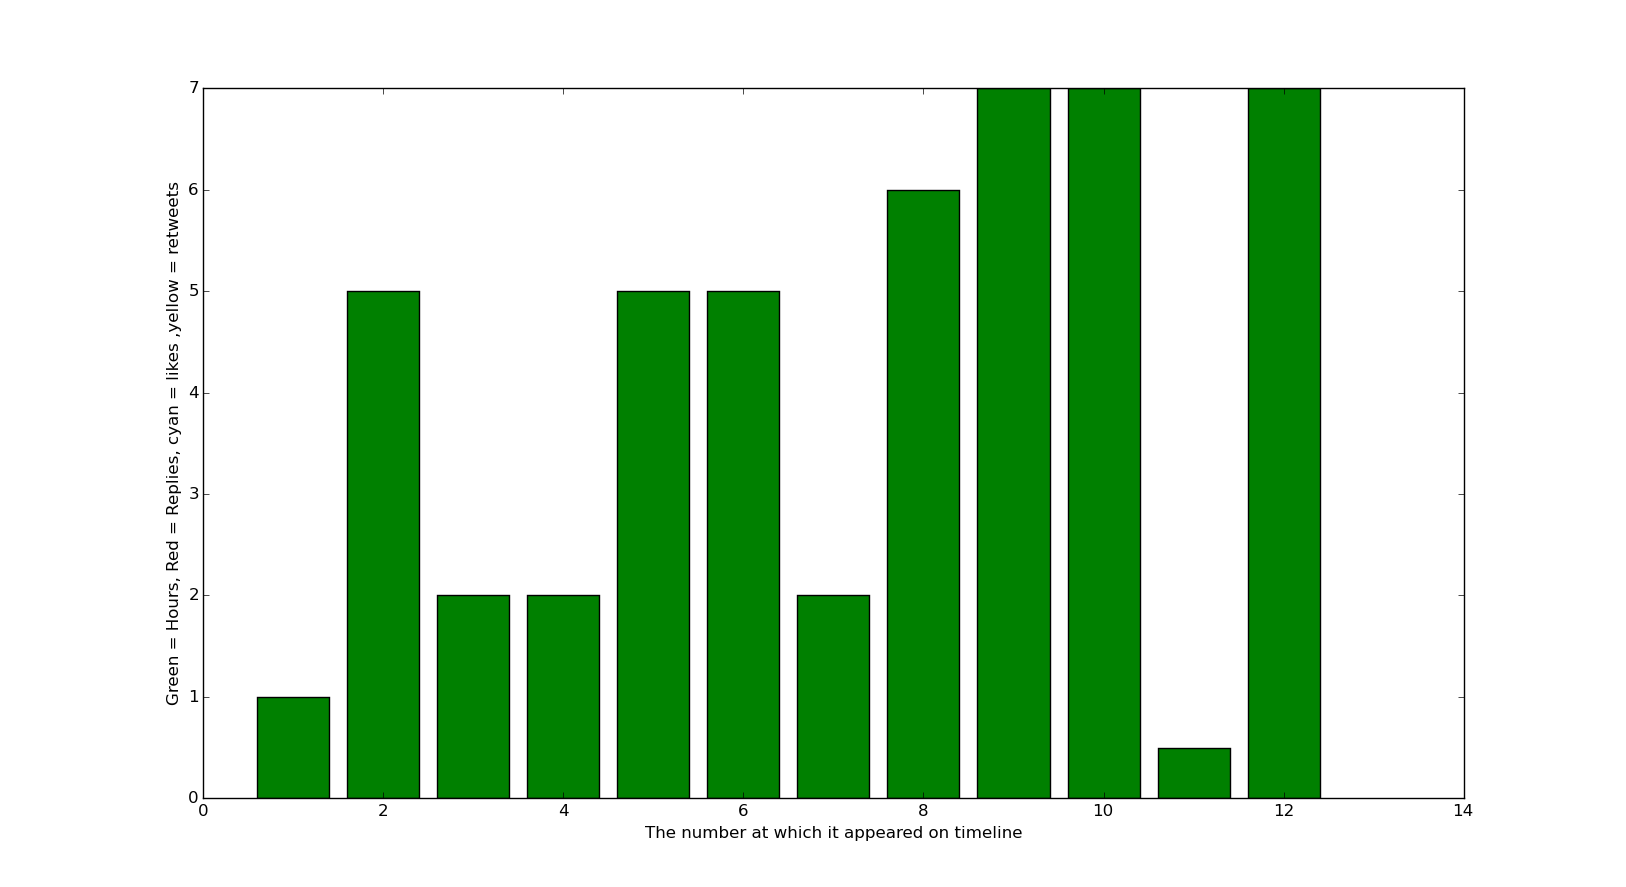 7
6
5
4
3
2
1
0
Green = Hours, Red = Replies, cyan = likes ,yellow = retweets
0 2 4 6 8 10 12 14
The number at which it appeared on timeline